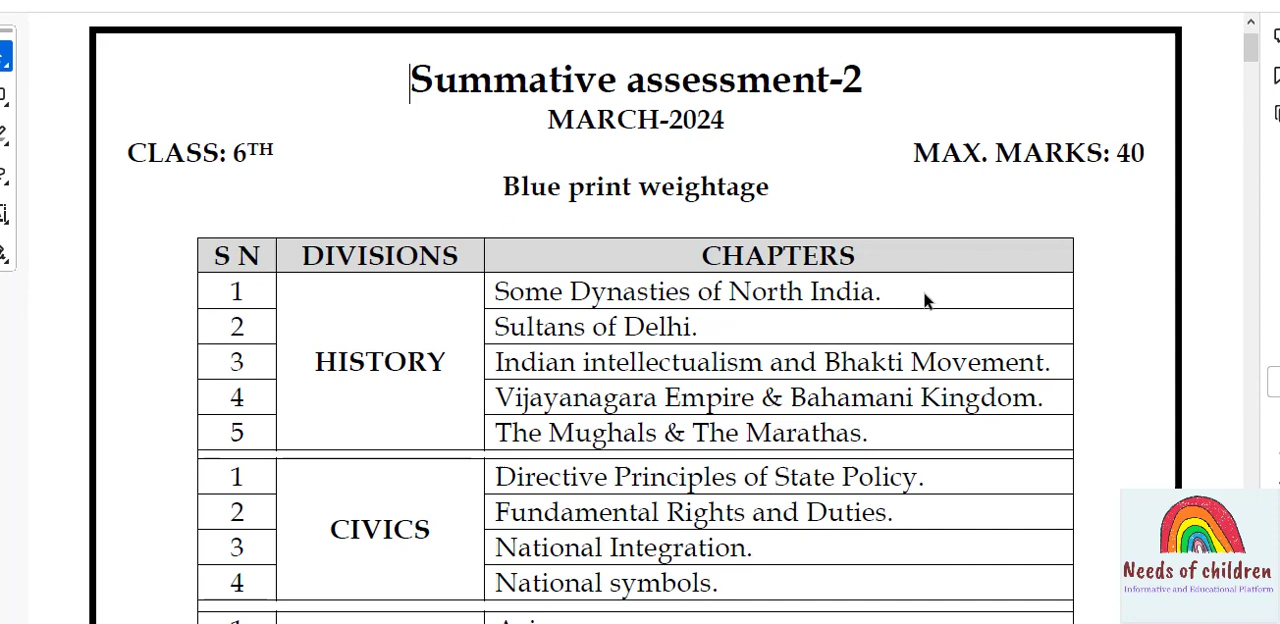 Summative assessment-2
MARCH-2024
CLASS: 6TH MAX. MARKS: 40
Blue print weightage
S N DIVISIONS CHAPTERS
HISTORY
1 Some Dynasties of North India.
2 Sultans of Delhi.
3 Indian intellectualism and Bhakti Movement.
4 Vijayanagara Empire & Bahamani Kingdom.
5 The Mughals & The Marathas.
CIVICS
1 Directive Principles of State Policy.
2 Fundamental Rights and Duties.
3 National Integration.
4 National symbols.
Needs of children
Informative and Educational Platform